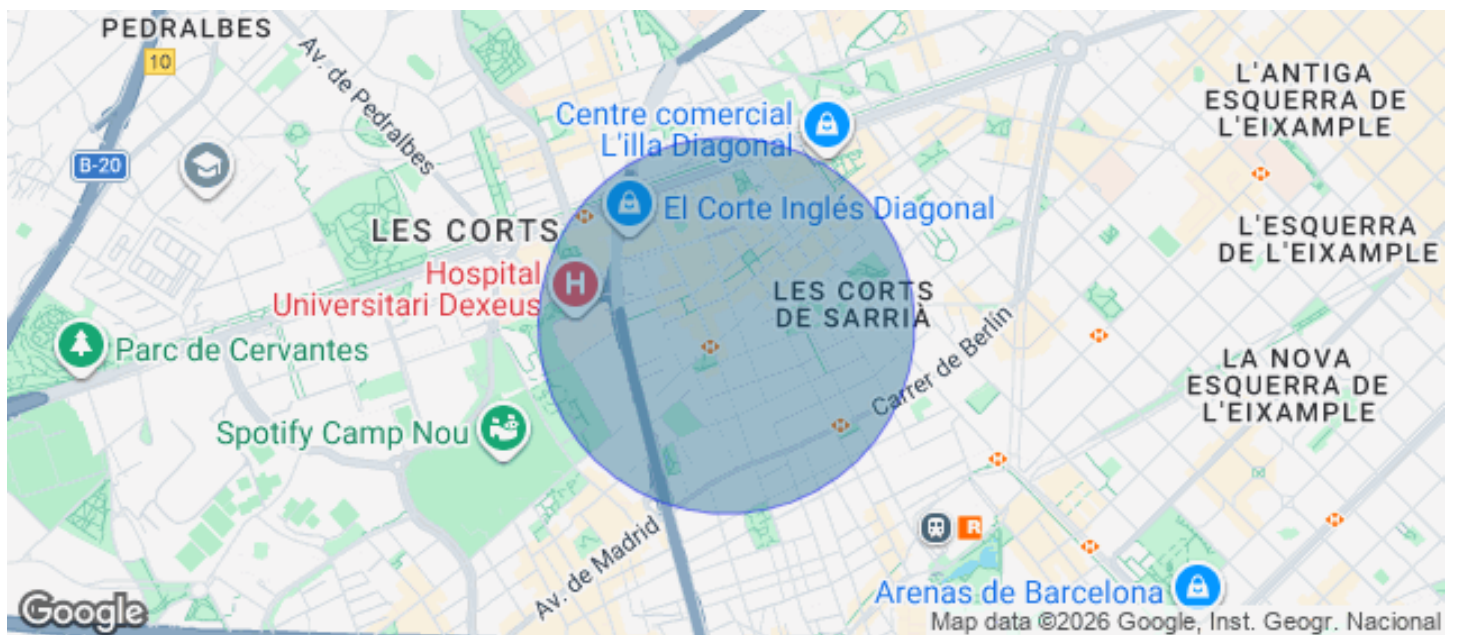 PEDRALBES
10
Av. de Pedralbes
B-20
Centre comercial
L'illa Diagonal
L'ANTIGA
ESQUERRA DE
L'EIXAMPLE
El Corte Inglés Diagonal
LES CORTS
L'ESQUERRA
DE L'EIXAMPLE
Hospital
Universitari Dexeus
H
LES CORTS
DE SARRIÀ
Parc de Cervantes
Carrer de Berlín
LA NOVA
ESQUERRA DE
L'EIXAMPLE
Spotify Camp Nou
Av. de Madrid
R
Arenas de Barcelona
Google
Map data ©2026 Google, Inst. Geogr. Nacional